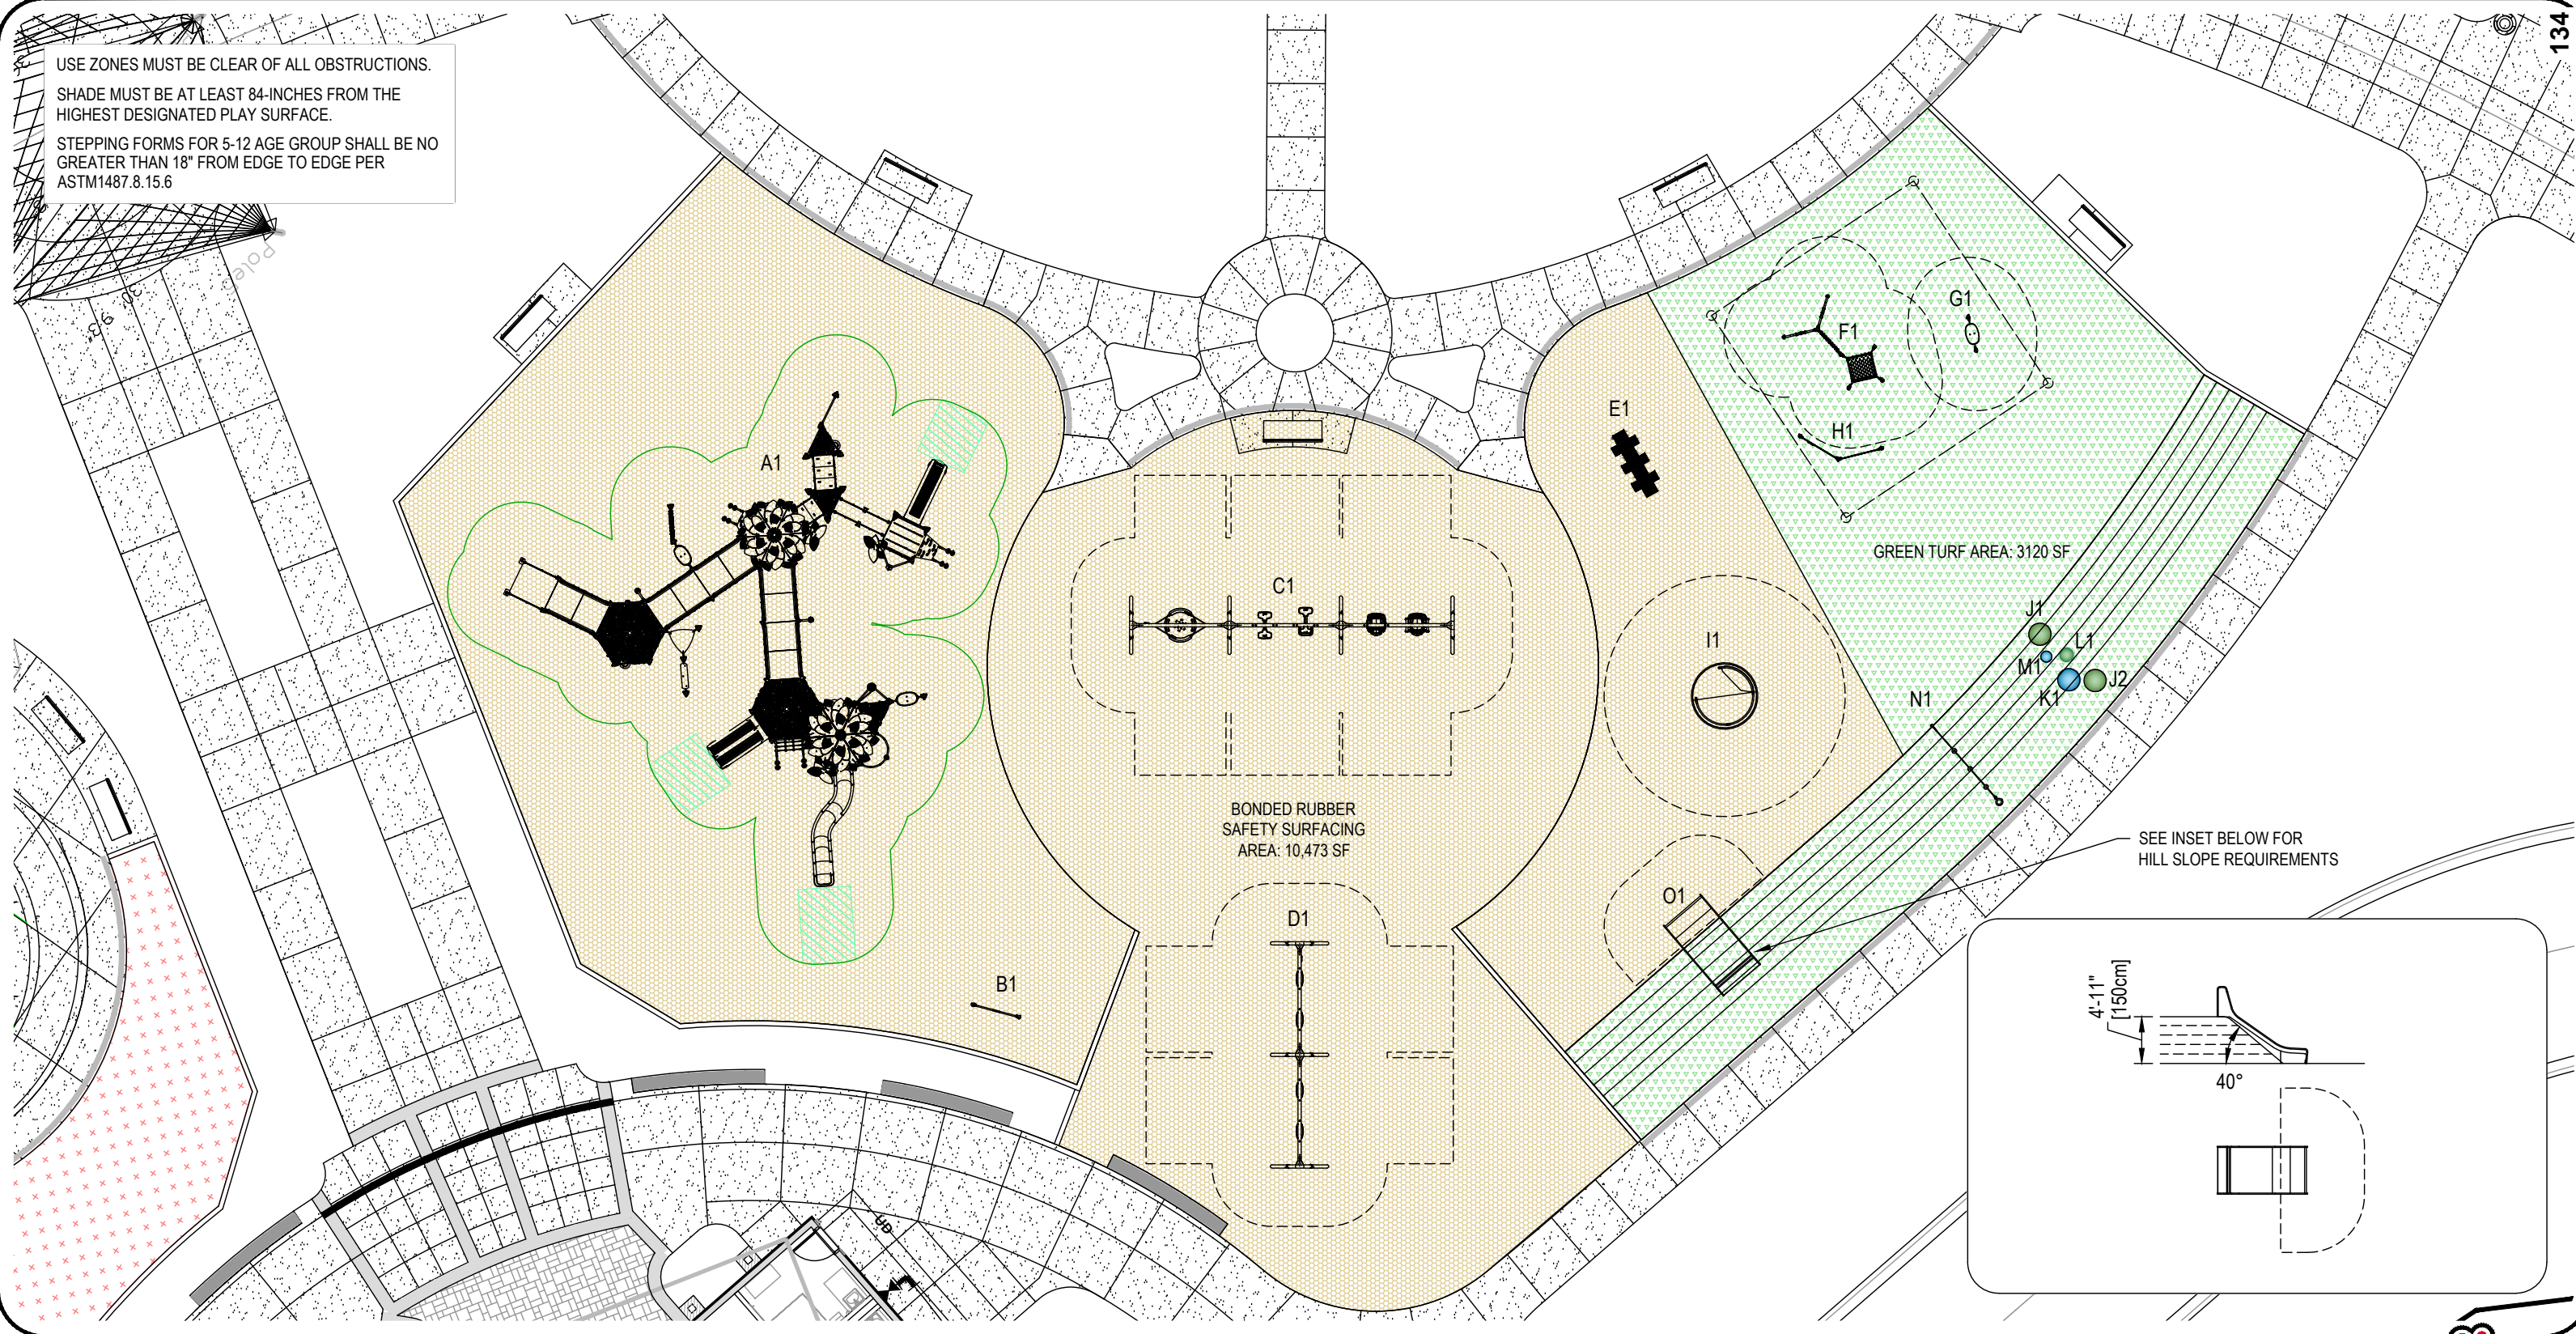 USE ZONES MUST BE CLEAR OF ALL OBSTRUCTIONS.
SHADE MUST BE AT LEAST 84-INCHES FROM THE
HIGHEST DESIGNATED PLAY SURFACE.
STEPPING FORMS FOR 5-12 AGE GROUP SHALL BE NO
GREATER THAN 18" FROM EDGE TO EDGE PER
ASTM1487.8.15.6
134
Poles
30
A1
B1
C1
BONDED RUBBER
SAFETY SURFACING
AREA: 10,473 SF
D1
E1
F1
G1
H1
GREEN TURF AREA: 3120 SF
I1
J1
L1
M1
K1
J2
N1
O1
SEE INSET BELOW FOR
HILL SLOPE REQUIREMENTS
4'-11"
[150cm]
40°
UP